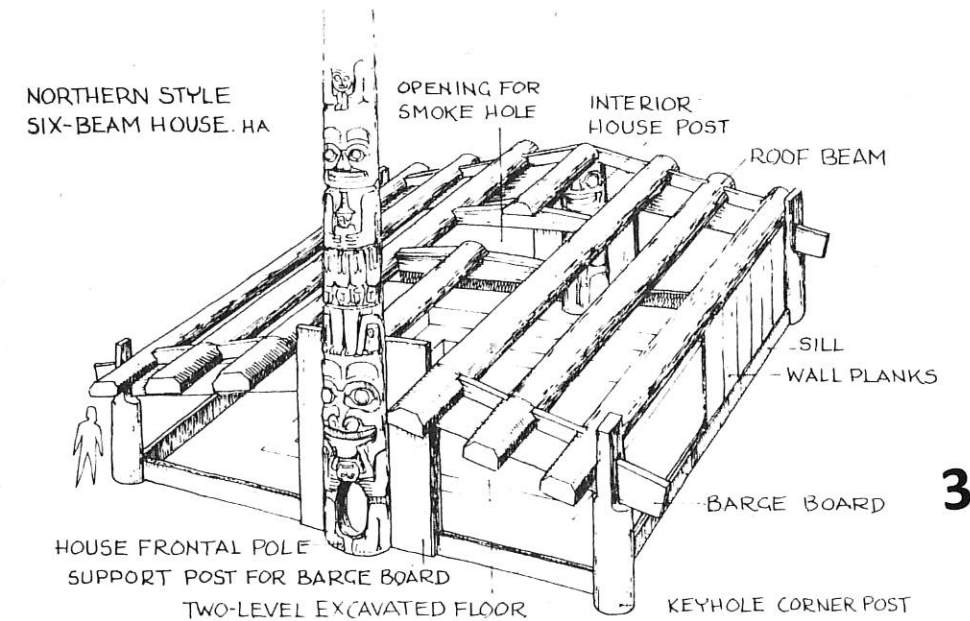 NORTHERN STYLE
SIX-BEAM HOUSE. HA
OPENING FOR
SMOKE HOLE
INTERIOR
HOUSE POST
ROOF BEAM
SILL
WALL PLANKS
BARGE BOARD
3
HOUSE FRONTAL POLE
SUPPORT POST FOR BARGE BOARD
TWO-LEVEL EXCAVATED FLOOR
KEYHOLE CORNER POST